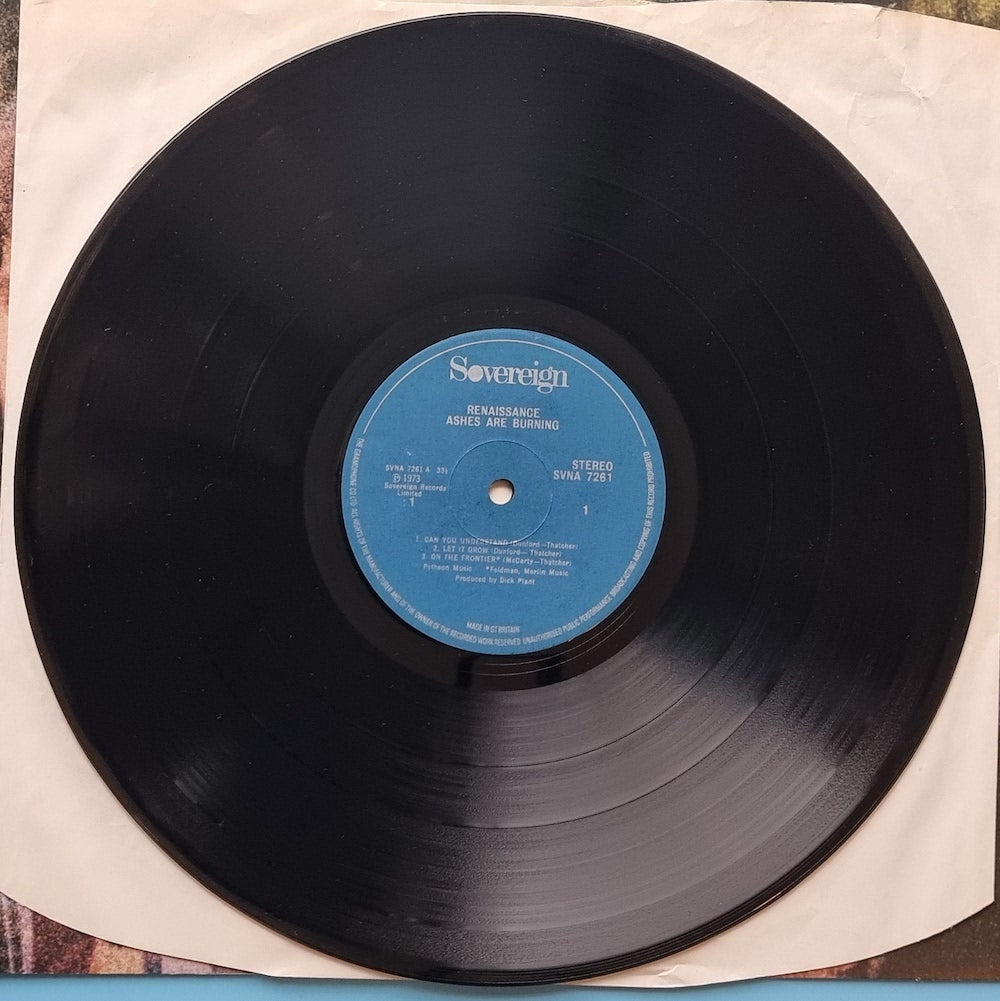 Sovereign
RENAISSANCE
ASHES ARE BURNING
SVNA 7261 A 33⅓
Ⓟ 1973
Sovereign Records
Limited
1
STEREO
SVNA 7261
1
1. CAN YOU UNDERSTAND (Dunford—Thatcher)
2. LET IT GROW (Dunford—Thatcher)
3. ON THE FRONTIER* (McCarty—Thatcher)
Pytheon Music *Feldman, Merlin Music
Produced by Dick Plant
MADE IN GT BRITAIN
THE GRAMOPHONE CO LTD. ALL RIGHTS OF THE MANUFACTURER AND OF THE OWNER OF THE RECORDED WORK RESERVED. UNAUTHORISED PUBLIC PERFORMANCE BROADCASTING AND COPYING OF THIS RECORD PROHIBITED